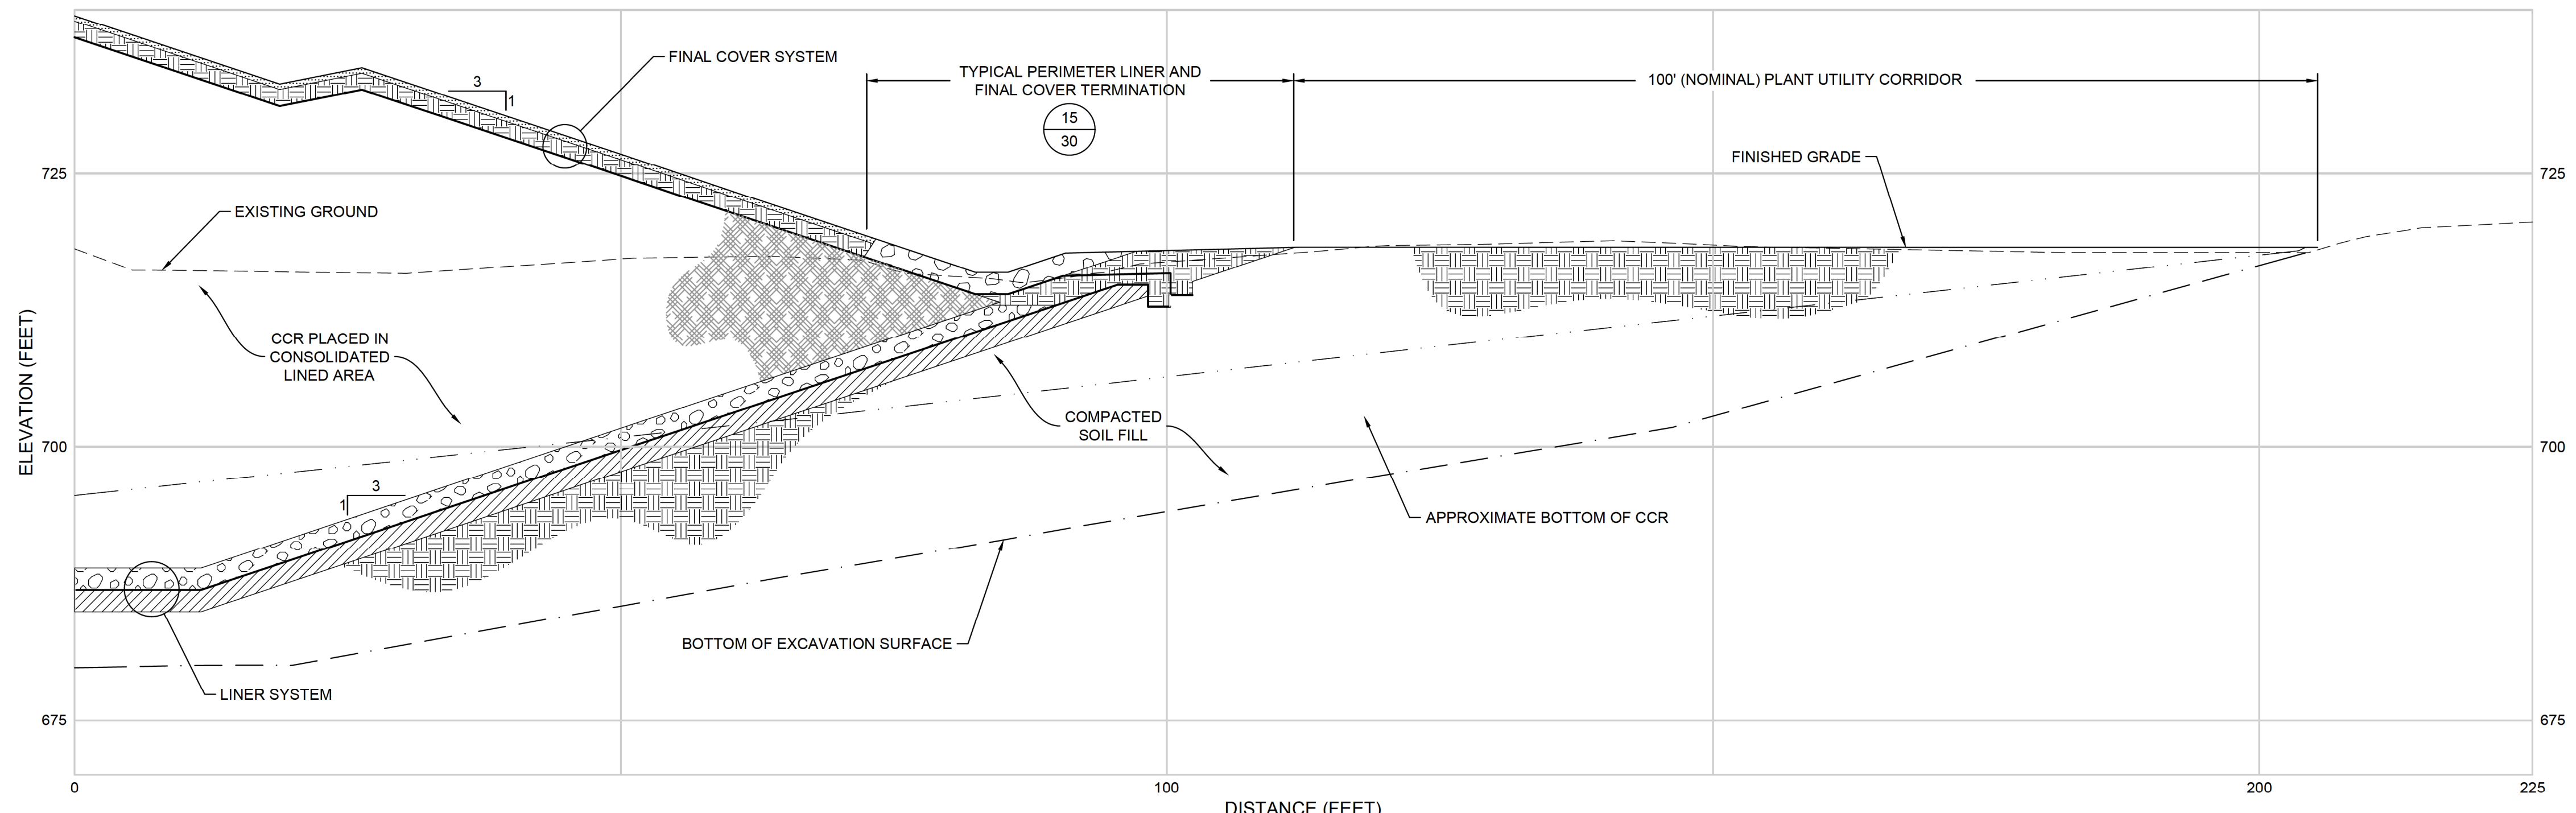 FINAL COVER SYSTEM
3
1
TYPICAL PERIMETER LINER AND
FINAL COVER TERMINATION
15
30
100' (NOMINAL) PLANT UTILITY CORRIDOR
FINISHED GRADE
725
725
EXISTING GROUND
CCR PLACED IN
CONSOLIDATED
LINED AREA
ELEVATION (FEET)
COMPACTED
SOIL FILL
700
700
3
1
APPROXIMATE BOTTOM OF CCR
BOTTOM OF EXCAVATION SURFACE
LINER SYSTEM
675
675
0
100
200
225
DISTANCE (FEET)